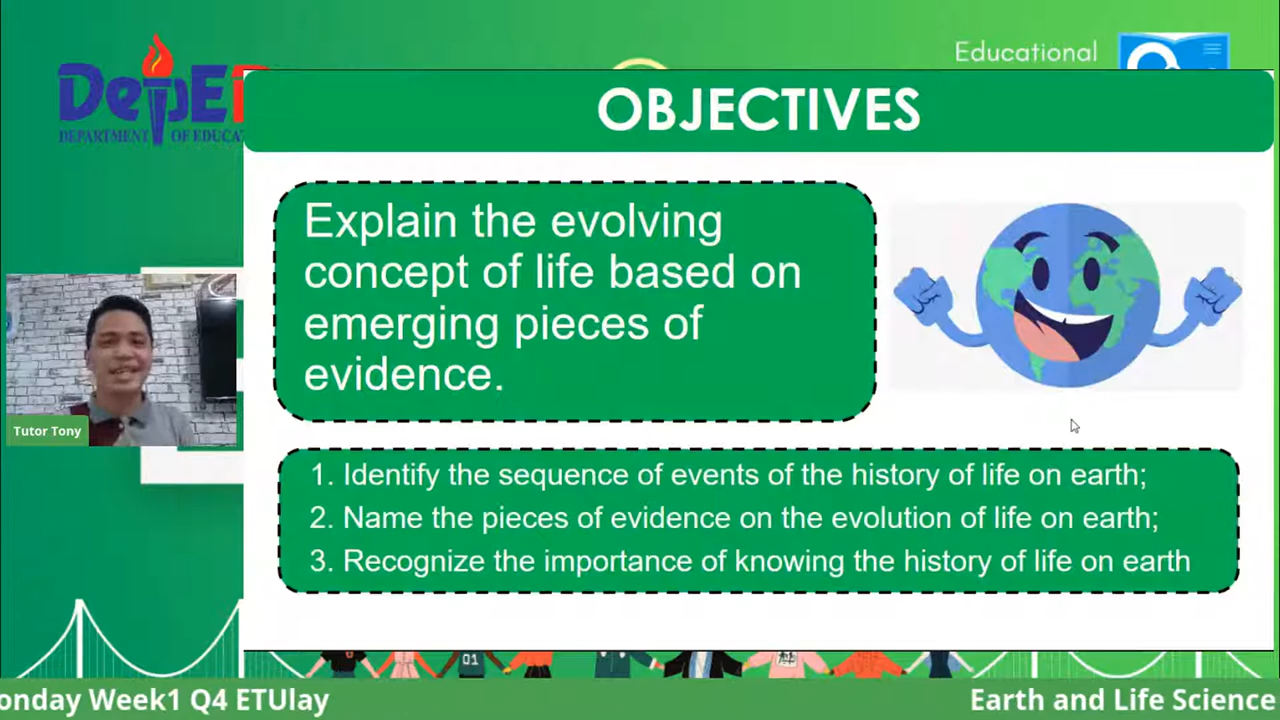 DepED
DEPARTMENT OF EDUCA
Educational
OBJECTIVES
Explain the evolving
concept of life based on
emerging pieces of
evidence.
Tutor Tony
1. Identify the sequence of events of the history of life on earth;
2. Name the pieces of evidence on the evolution of life on earth;
3. Recognize the importance of knowing the history of life on earth
01
onday Week1 Q4 ETUlay
Earth and Life Science